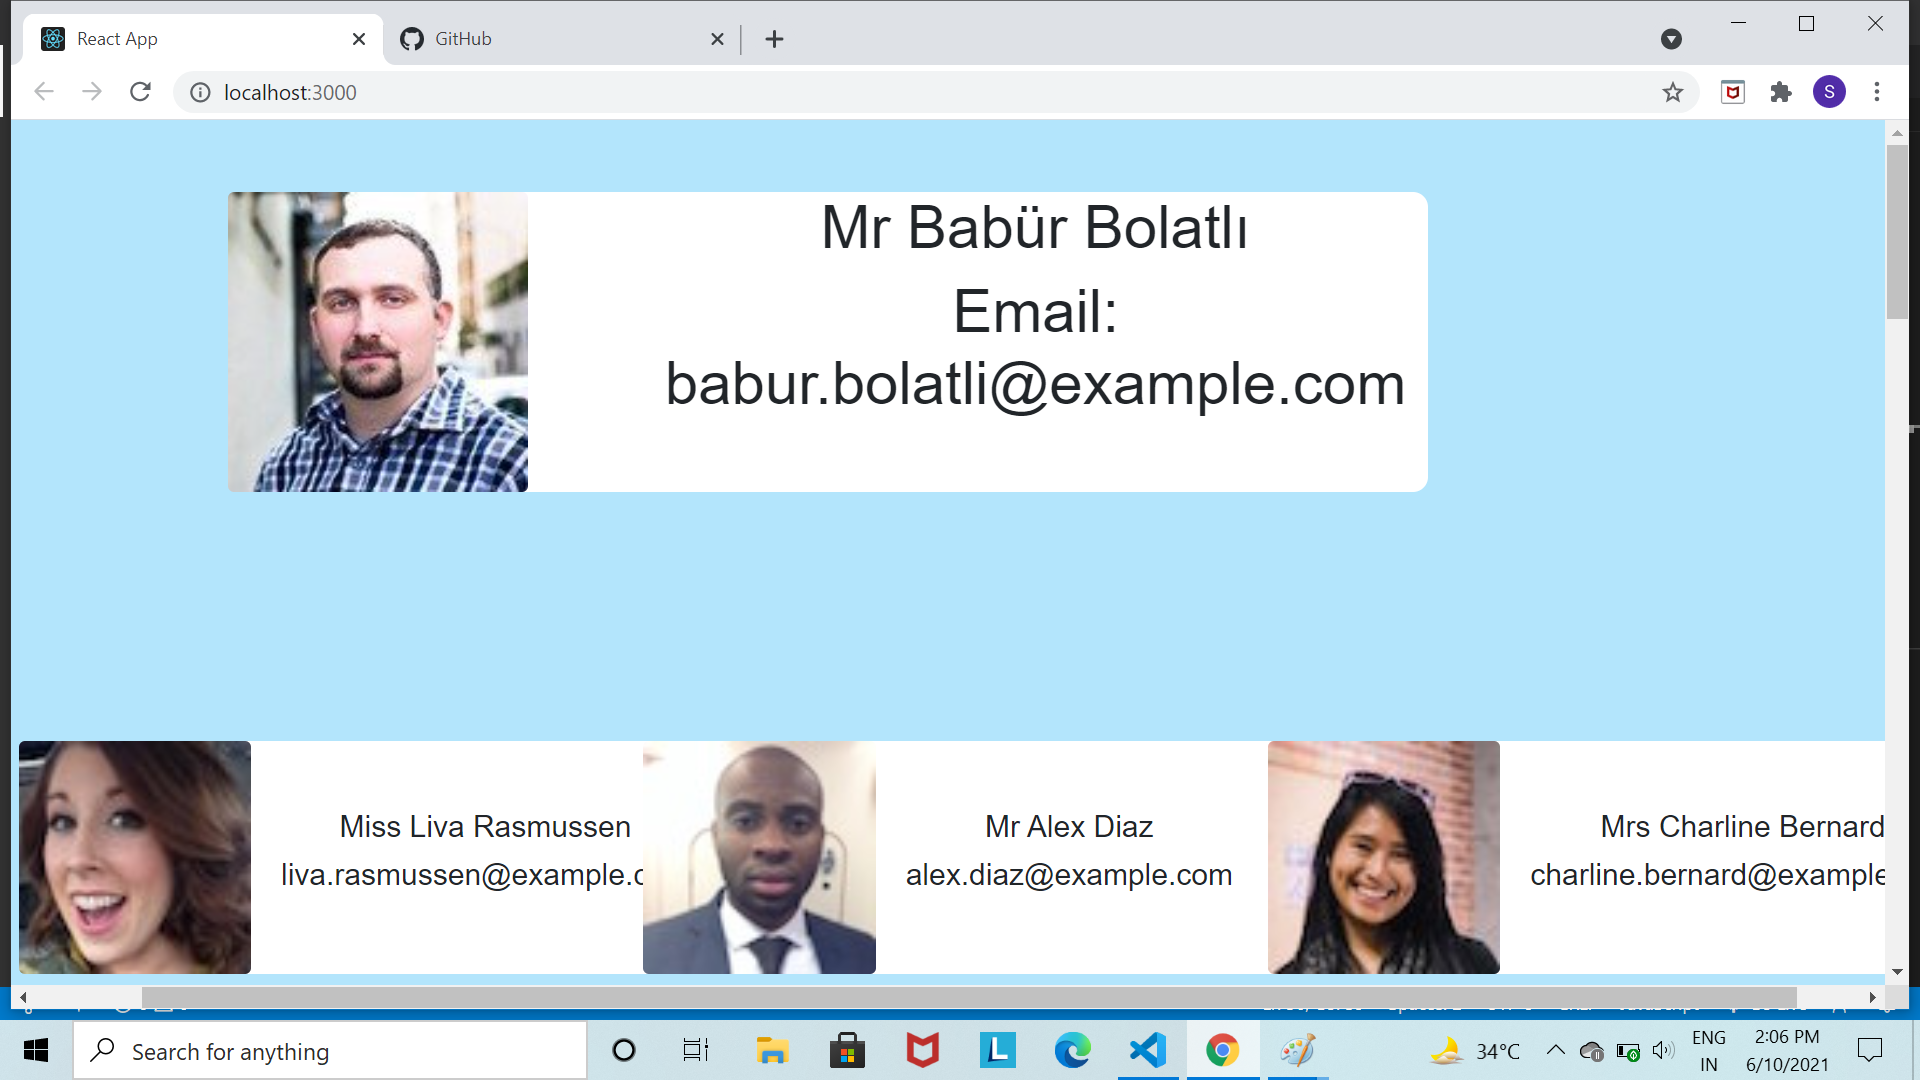 React App
GitHub
localhost:3000
S
Mr Babür Bolatlı
Email:
babur.bolatli@example.com
Miss Liva Rasmussen
liva.rasmussen@example.c
Mr Alex Diaz
alex.diaz@example.com
Mrs Charline Bernard
charline.bernard@example
Search for anything
L
34°C
ENG
IN
2:06 PM
6/10/2021